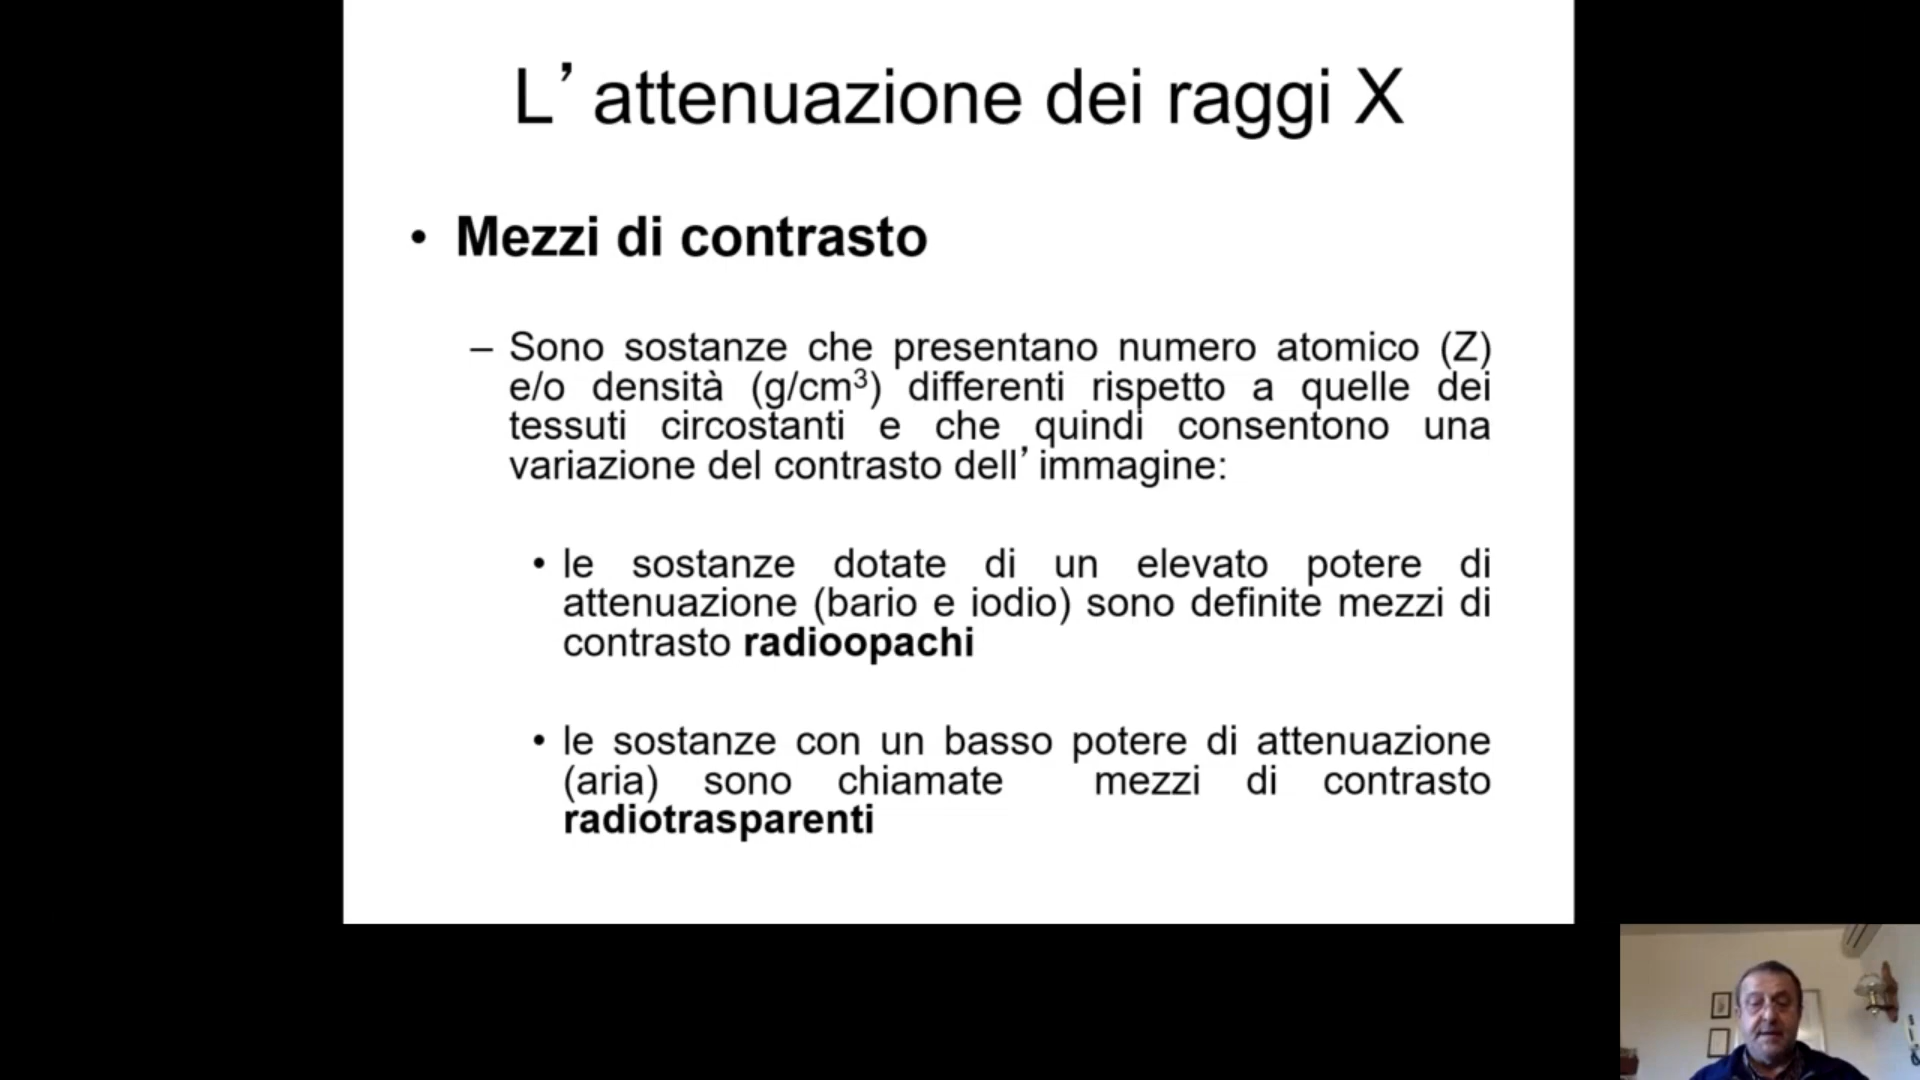 L’attenuazione dei raggi X
• Mezzi di contrasto
– Sono sostanze che presentano numero atomico (Z)
e/o densità (g/cm³) differenti rispetto a quelle dei
tessuti circostanti e che quindi consentono una
variazione del contrasto dell’immagine:
• le sostanze dotate di un elevato potere di
attenuazione (bario e iodio) sono definite mezzi di
contrasto radioopachi
• le sostanze con un basso potere di attenuazione
(aria) sono chiamate mezzi di contrasto
radiotrasparenti